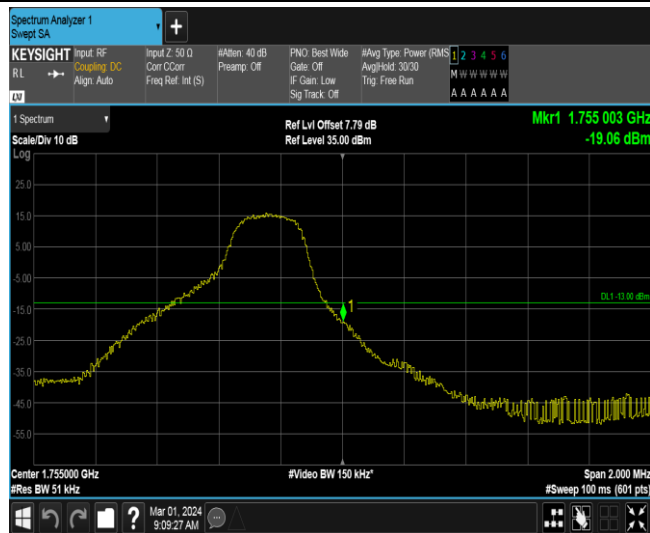 Spectrum Analyzer 1
Swept SA
+
KEYSIGHT
RL
Input: RF
Coupling: DC
Align: Auto
Input Z: 50 Ω
Corr CCorr
Freq Ref: Int (S)
#Atten: 40 dB
Preamp: Off
PNO: Best Wide
Gate: Off
IF Gain: Low
Sig Track: Off
#Avg Type: Power (RMS
Avg|Hold: 30/30
Trig: Free Run
1 2 3 4 5 6
M W W W W W
A A A A A A
1 Spectrum
Scale/Div 10 dB
Ref Lvl Offset 7.79 dB
Ref Level 35.00 dBm
Mkr1 1.755 003 GHz
-19.06 dBm
Log
25.0
15.0
5.00
-5.00
-15.0
-25.0
-35.0
-45.0
-55.0
DL1 -13.00 dBm
1
Center 1.755000 GHz
#Res BW 51 kHz
#Video BW 150 kHz*
Span 2.000 MHz
#Sweep 100 ms (601 pts)
?
Mar 01, 2024
9:09:27 AM